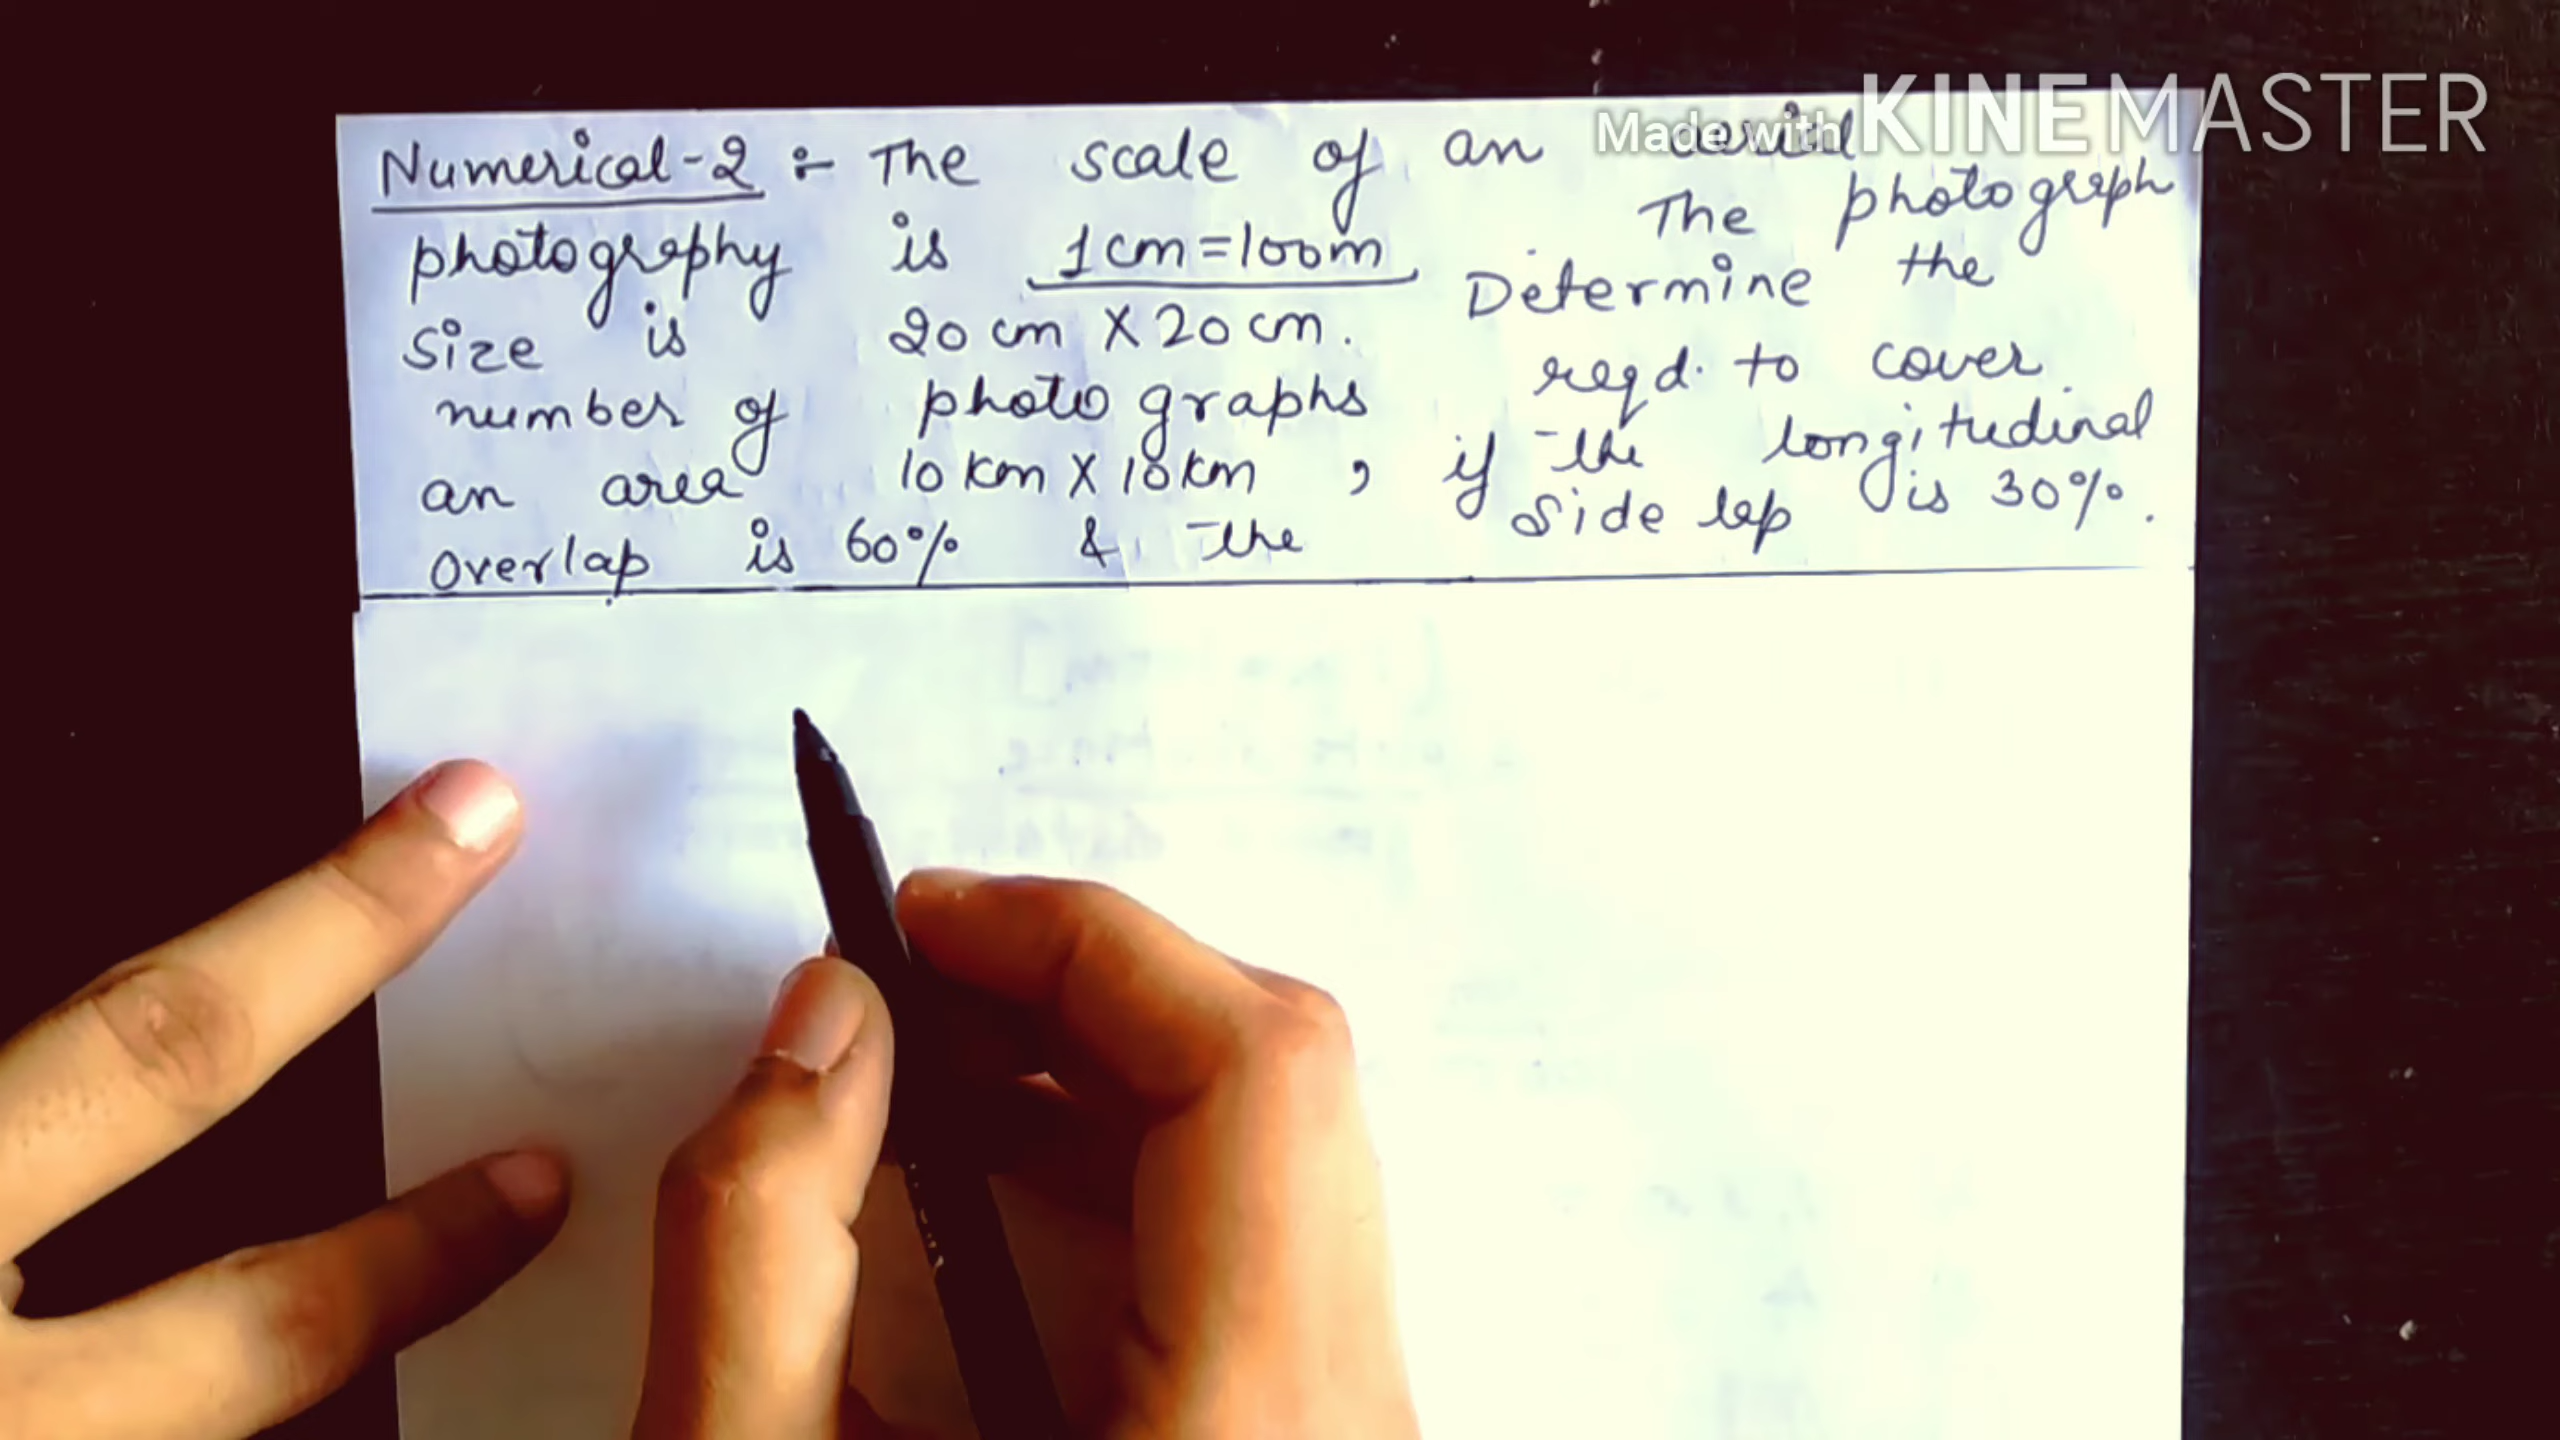 Made with KINEMASTER
Numerical-2 :- The scale of an aerial
photography is 1cm=100m The photograph
size is 20 cm X 20 cm. Determine the
number of photographs reqd. to cover
an area 10 km X 10 km , if the longitudinal
overlap is 60% & the side lap is 30%.